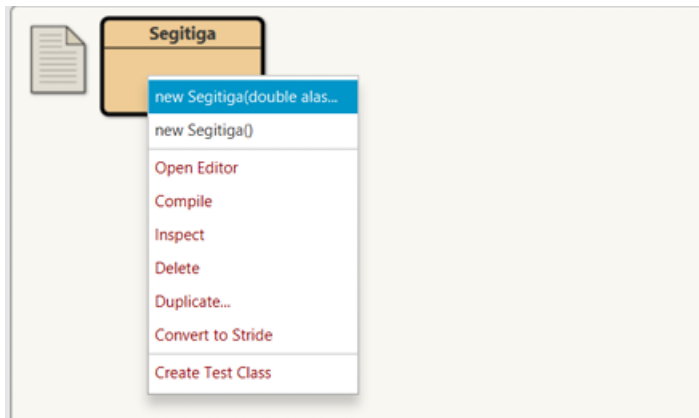 Segitiga
new Segitiga(double alas...
new Segitiga()
Open Editor
Compile
Inspect
Delete
Duplicate...
Convert to Stride
Create Test Class